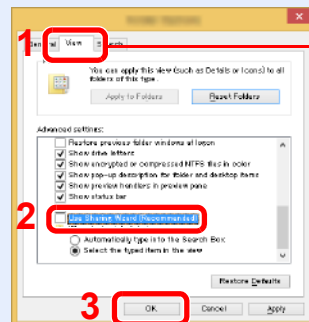 1
View
You can apply this view (such as Details or Icons) to all
folders of this type.
Apply to Folders
Reset Folders
Advanced settings:
Restore previous folder windows at logon
Show drive letters
Show encrypted or compressed NTFS files in color
Show pop-up description for folder and desktop items
Show preview handlers in preview pane
Show status bar
2
Use Sharing Wizard (Recommended)
Automatically type into the Search Box
Select the typed item in the view
Restore Defaults
3
OK
Cancel
Apply